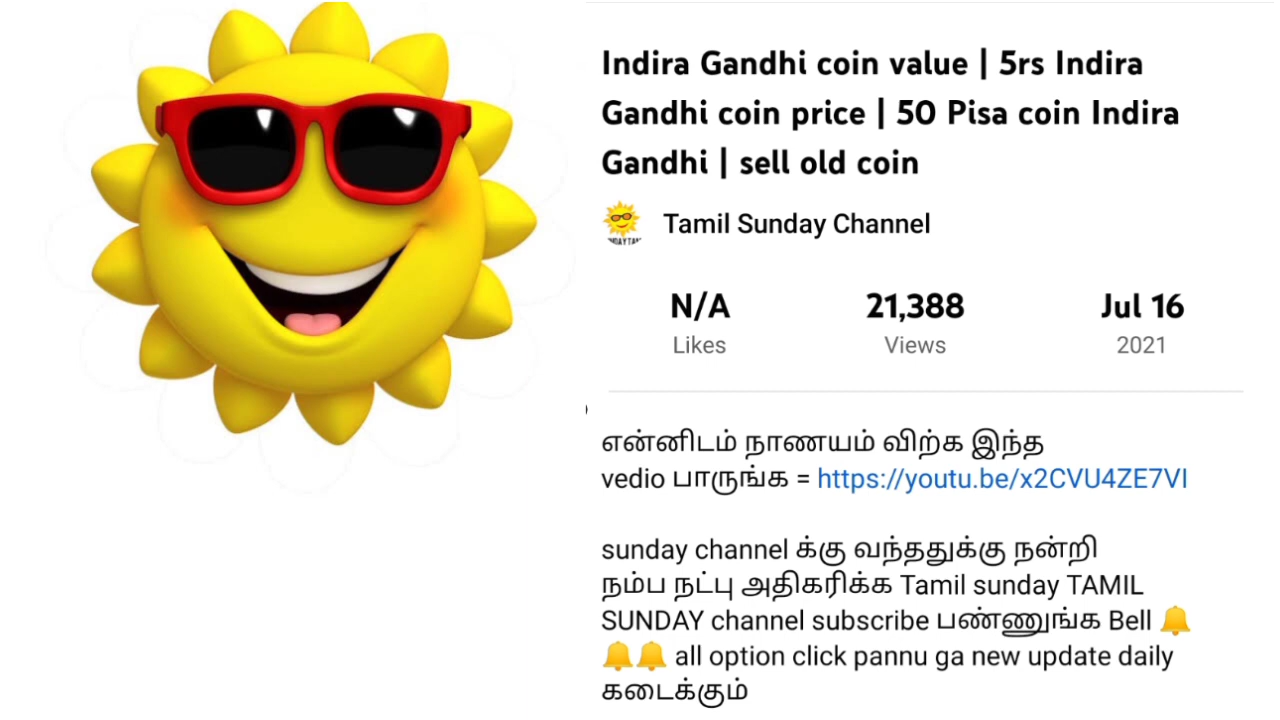 Indira Gandhi coin value | 5rs Indira
Gandhi coin price | 50 Pisa coin Indira
Gandhi | sell old coin
Tamil Sunday Channel
N/A 21,388 Jul 16
Likes Views 2021
என்னிடம் நாணயம் விற்க இந்த
vedio பாருங்க = https://youtu.be/x2CVU4ZE7VI
sunday channel க்கு வந்ததுக்கு நன்றி
நம்ப நட்பு அதிகரிக்க Tamil sunday TAMIL
SUNDAY channel subscribe பண்ணுங்க Bell 🔔
🔔🔔 all option click pannu ga new update daily
கடைக்கும்